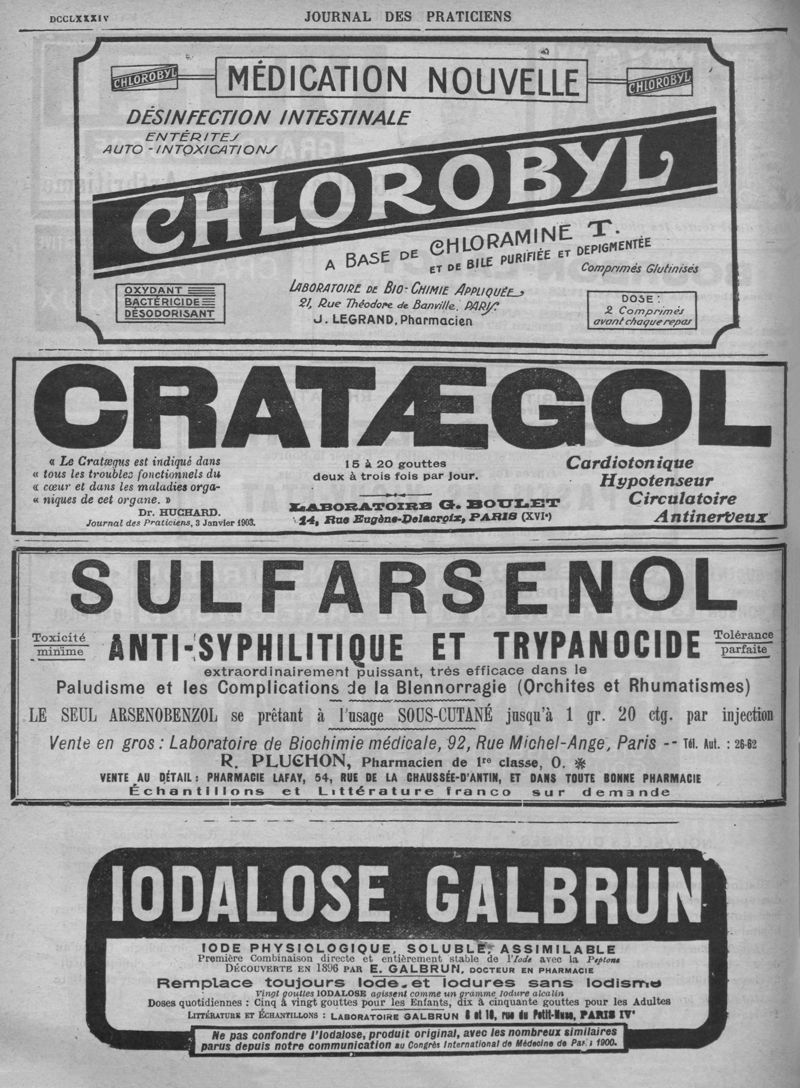 DCCLXXXIV JOURNAL DES PRATICIENS
CHLOROBYL MÉDICATION NOUVELLE CHLOROBYL
DÉSINFECTION INTESTINALE
ENTÉRITES
AUTO-INTOXICATIONS
CHLOROBYL
A BASE DE CHLORAMINE T.
ET DE BILE PURIFIÉE ET DEPIGMENTÉE
Comprimés Glutinisés
LABORATOIRE DE BIO-CHIMIE APPLIQUÉE
21, Rue Théodore de Banville, PARIS.
J. LEGRAND, Pharmacien
OXYDANT
BACTÉRICIDE
DÉSODORISANT
DOSE :
2 Comprimés
avant chaque repas
CRATÆGOL
« Le Cratægus est indiqué dans
« tous les troubles fonctionnels du
« cœur et dans les maladies orga-
« niques de cet organe. »
Dr. HUCHARD.
Journal des Praticiens, 3 Janvier 1903.
15 à 20 gouttes
deux à trois fois par jour.
LABORATOIRE G. BOULET
14, Rue Eugène-Delacroix, PARIS (XVIe)
Cardiotonique
Hypotenseur
Circulatoire
Antinerveux
SULFARSENOL
Toxicité
minime
ANTI-SYPHILITIQUE ET TRYPANOCIDE
Tolérance
parfaite
extraordinairement puissant, très efficace dans le
Paludisme et les Complications de la Blennorragie (Orchites et Rhumatismes)
LE SEUL ARSENOBENZOL se prêtant à l'usage SOUS-CUTANÉ jusqu'à 1 gr. 20 ctg. par injection
Vente en gros : Laboratoire de Biochimie médicale, 92, Rue Michel-Ange, Paris -- Tél. Aut. : 26-62
R. PLUCHON, Pharmacien de 1re classe, O. ✻
VENTE AU DÉTAIL : PHARMACIE LAFAY, 54, RUE DE LA CHAUSSÉE-D'ANTIN, ET DANS TOUTE BONNE PHARMACIE
Échantillons et Littérature franco sur demande
IODALOSE GALBRUN
IODE PHYSIOLOGIQUE, SOLUBLE, ASSIMILABLE
Première Combinaison directe et entièrement stable de l'Iode avec la Peptone
DÉCOUVERTE EN 1896 PAR E. GALBRUN, DOCTEUR EN PHARMACIE
Remplace toujours Iode et Iodures sans Iodisme
Vingt gouttes IODALOSE agissent comme un gramme Iodure alcalin
Doses quotidiennes : Cinq à vingt gouttes pour les Enfants, dix à cinquante gouttes pour les Adultes
LITTÉRATURE ET ÉCHANTILLONS : LABORATOIRE GALBRUN 8 et 10, rue du Petit-Musc, PARIS IVe
Ne pas confondre l'Iodalose, produit original, avec les nombreux similaires
parus depuis notre communication au Congrès International de Médecine de Paris 1900.